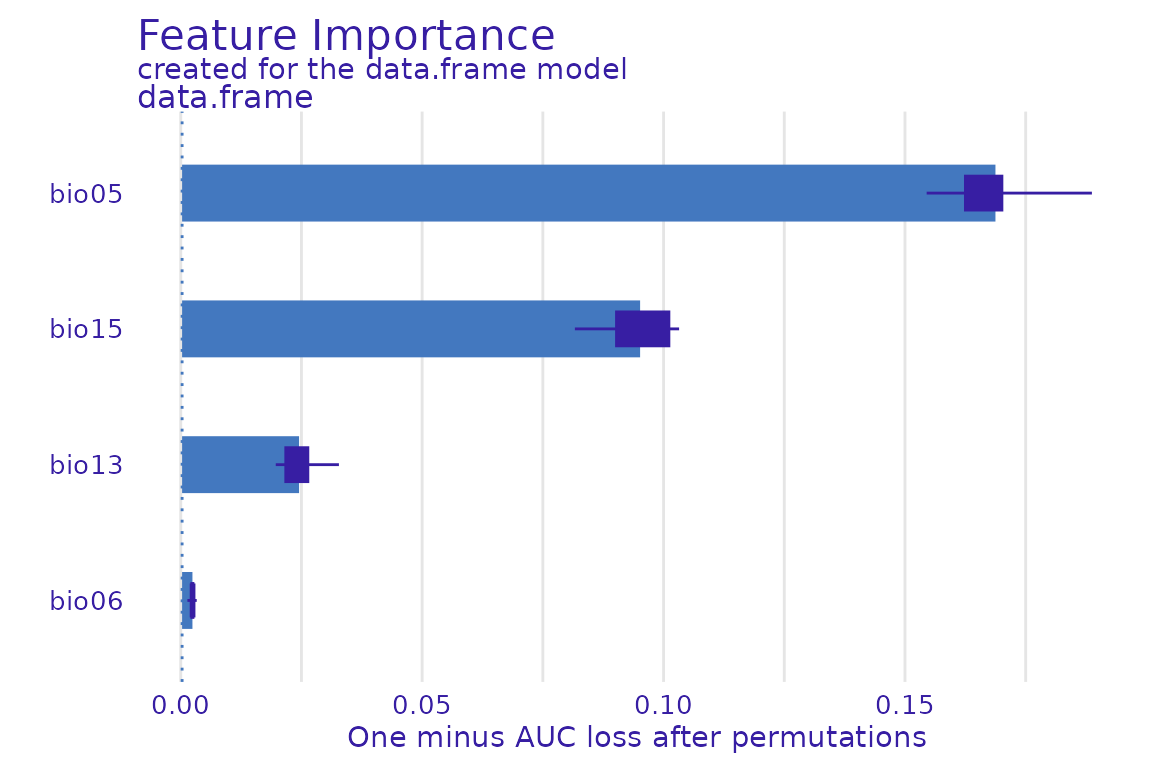 Feature Importance
created for the data.frame model
data.frame
bio05
bio15
bio13
bio06
0.00 0.05 0.10 0.15
One minus AUC loss after permutations